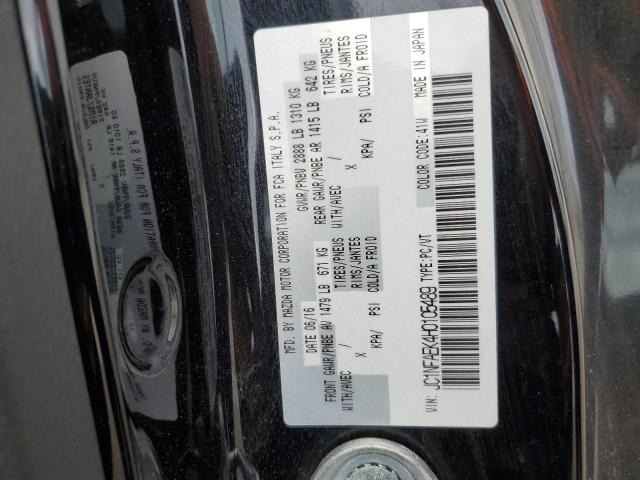 MFD. BY MAZDA MOTOR CORPORATION FOR FCA ITALY S.P.A.
DATE 06/16 GVWR/PNBU 2888 LB 1310 KG
FRONT GAWR/PNBE AV 1479 LB 671 KG REAR GAWR/PNBE AR 1415 LB 642 KG
WITH/AVEC TIRES/PNEUS WITH/AVEC TIRES/PNEUS
X RIMS/JANTES X RIMS/JANTES
KPA/ PSI COLD/A FROID KPA/ PSI COLD/A FROID
COLOR CODE:41W MADE IN JAPAN
VIN: JC1NFAEK4H0105489 TYPE:PC/VT